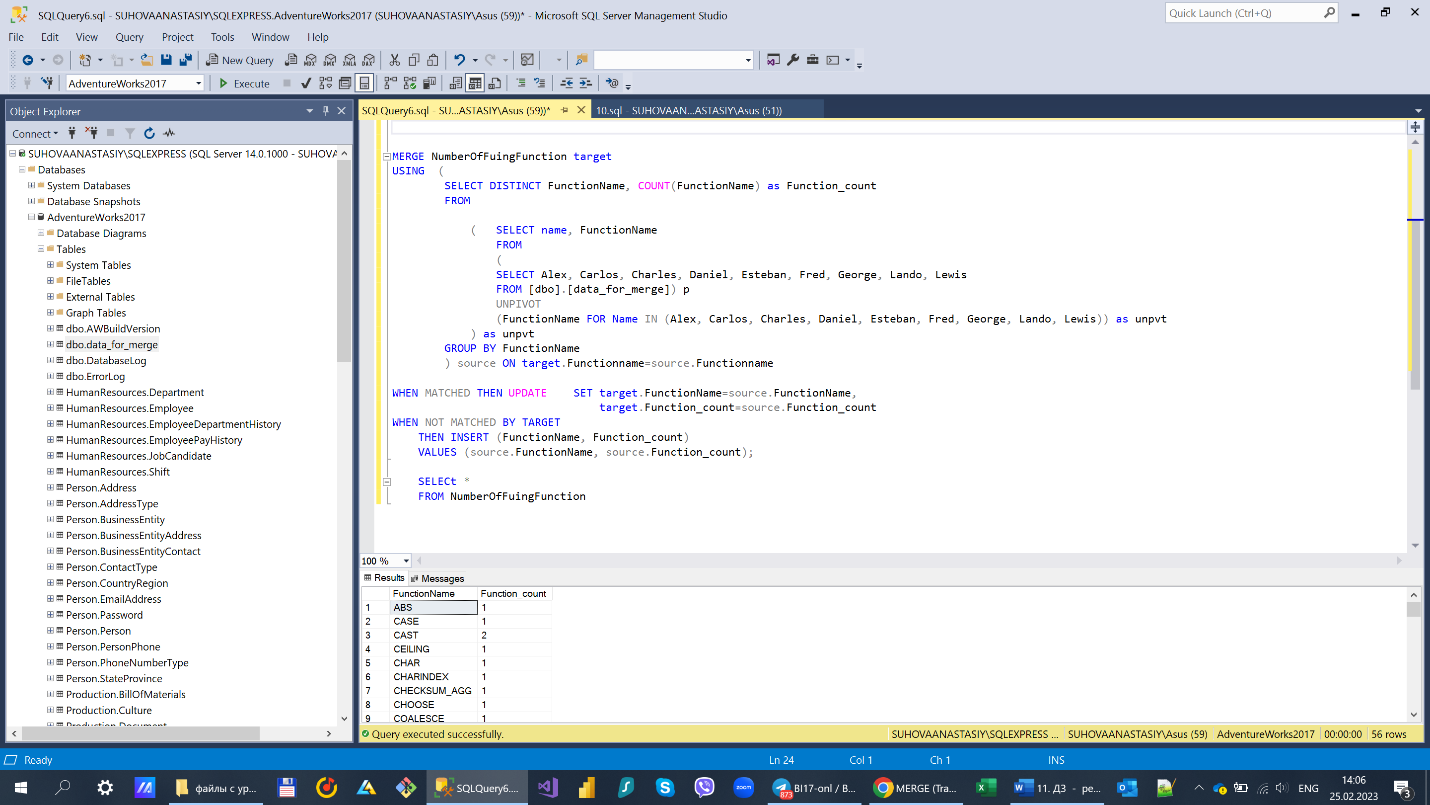 SQLQuery6.sql - SUHOVAANASTASIY\SQLEXPRESS.AdventureWorks2017 (SUHOVAANASTASIY\Asus (59))* - Microsoft SQL Server Management Studio
Quick Launch (Ctrl+Q)
File Edit View Query Project Tools Window Help
New Query
AdventureWorks2017
Execute
Object Explorer
SQLQuery6.sql - SU...ASTASIY\Asus (59))*
10.sql - SUHOVAAN...ASTASIY\Asus (51))
Connect
SUHOVAANASTASIY\SQLEXPRESS (SQL Server 14.0.1000 - SUHOVA
Databases
System Databases
Database Snapshots
AdventureWorks2017
Database Diagrams
Tables
System Tables
FileTables
External Tables
Graph Tables
dbo.AWBuildVersion
dbo.data_for_merge
dbo.DatabaseLog
dbo.ErrorLog
HumanResources.Department
HumanResources.Employee
HumanResources.EmployeeDepartmentHistory
HumanResources.EmployeePayHistory
HumanResources.JobCandidate
HumanResources.Shift
Person.Address
Person.AddressType
Person.BusinessEntity
Person.BusinessEntityAddress
Person.BusinessEntityContact
Person.ContactType
Person.CountryRegion
Person.EmailAddress
Person.Password
Person.Person
Person.PersonPhone
Person.PhoneNumberType
Person.StateProvince
Production.BillOfMaterials
Production.Culture
Production.Document
MERGE NumberOfFuingFunction target
USING (
SELECT DISTINCT FunctionName, COUNT(FunctionName) as Function_count
FROM
( SELECT name, FunctionName
FROM
(
SELECT Alex, Carlos, Charles, Daniel, Esteban, Fred, George, Lando, Lewis
FROM [dbo].[data_for_merge]) p
UNPIVOT
(FunctionName FOR Name IN (Alex, Carlos, Charles, Daniel, Esteban, Fred, George, Lando, Lewis)) as unpvt
) as unpvt
GROUP BY FunctionName
) source ON target.Functionname=source.Functionname
WHEN MATCHED THEN UPDATE SET target.FunctionName=source.FunctionName,
target.Function_count=source.Function_count
WHEN NOT MATCHED BY TARGET
THEN INSERT (FunctionName, Function_count)
VALUES (source.FunctionName, source.Function_count);
SELECt *
FROM NumberOfFuingFunction
100 %
Results Messages
FunctionName Function_count
1 ABS 1
2 CASE 1
3 CAST 2
4 CEILING 1
5 CHAR 1
6 CHARINDEX 1
7 CHECKSUM_AGG 1
8 CHOOSE 1
9 COALESCE 1
Query executed successfully.
SUHOVAANASTASIY\SQLEXPRESS ... SUHOVAANASTASIY\Asus (59) AdventureWorks2017 00:00:00 56 rows
Ready
Ln 24 Col 1 Ch 1 INS
файлы с ур...
SQLQuery6....
zoom
873
BI17-onl / B...
MERGE (Tra...
11. ДЗ - ре...
ENG
14:06
25.02.2023
3